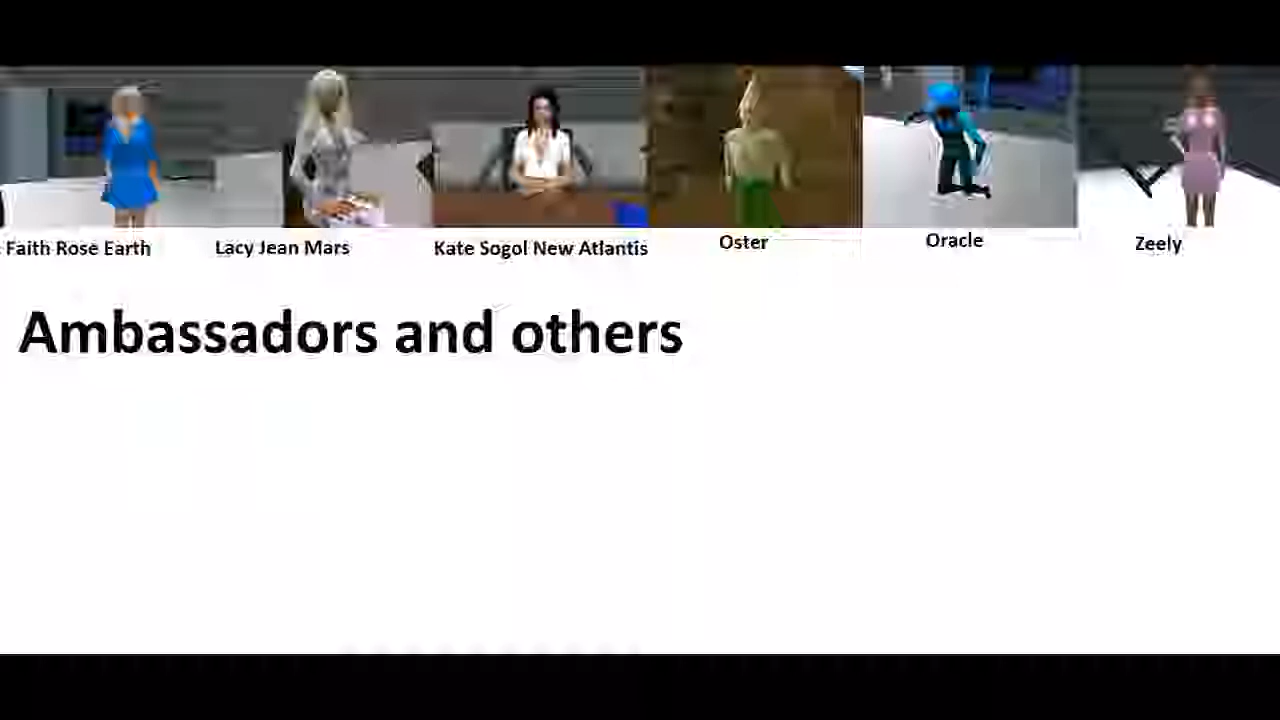 Faith Rose Earth
Lacy Jean Mars
Kate Sogol New Atlantis
Oster
Oracle
Zeely
Ambassadors and others